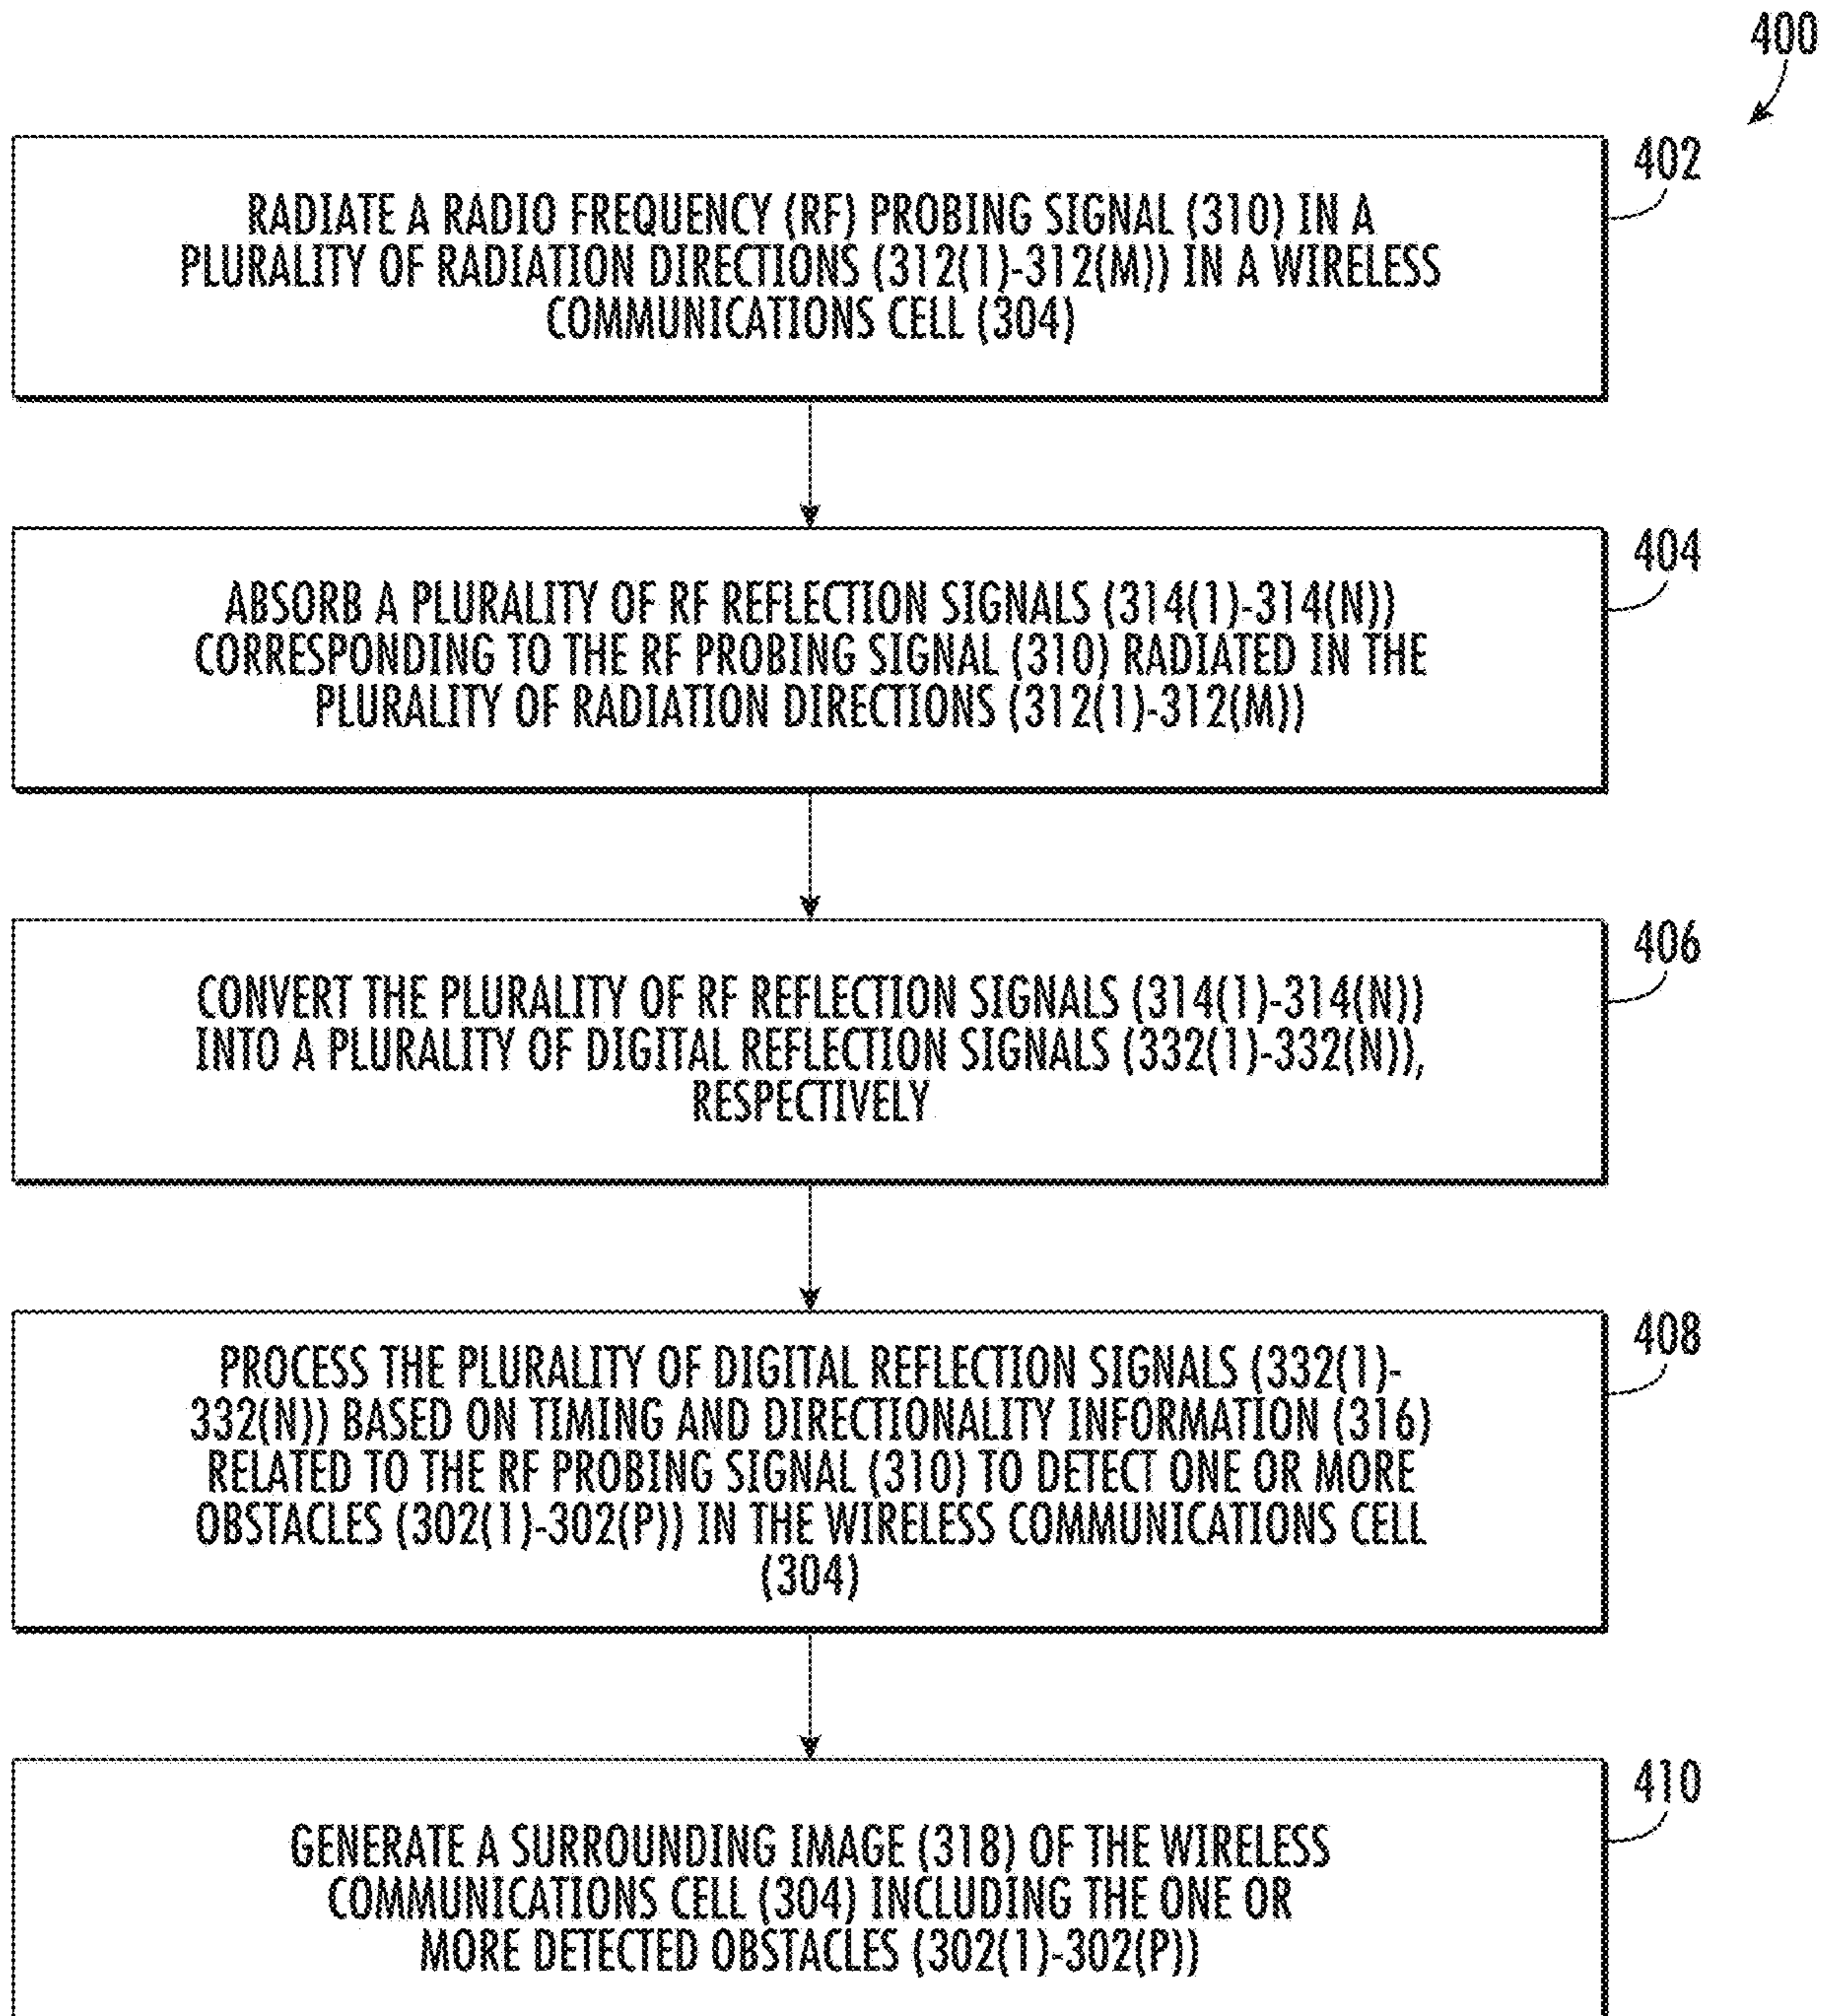 400
402
RADIATE A RADIO FREQUENCY (RF) PROBING SIGNAL (310) IN A
PLURALITY OF RADIATION DIRECTIONS (312(1)-312(M)) IN A WIRELESS
COMMUNICATIONS CELL (304)
404
ABSORB A PLURALITY OF RF REFLECTION SIGNALS (314(1)-314(N))
CORRESPONDING TO THE RF PROBING SIGNAL (310) RADIATED IN THE
PLURALITY OF RADIATION DIRECTIONS (312(1)-312(M))
406
CONVERT THE PLURALITY OF RF REFLECTION SIGNALS (314(1)-314(N))
INTO A PLURALITY OF DIGITAL REFLECTION SIGNALS (332(1)-332(N)),
RESPECTIVELY
408
PROCESS THE PLURALITY OF DIGITAL REFLECTION SIGNALS (332(1)-
332(N)) BASED ON TIMING AND DIRECTIONALITY INFORMATION (316)
RELATED TO THE RF PROBING SIGNAL (310) TO DETECT ONE OR MORE
OBSTACLES (302(1)-302(P)) IN THE WIRELESS COMMUNICATIONS CELL
(304)
410
GENERATE A SURROUNDING IMAGE (318) OF THE WIRELESS
COMMUNICATIONS CELL (304) INCLUDING THE ONE OR
MORE DETECTED OBSTACLES (302(1)-302(P))